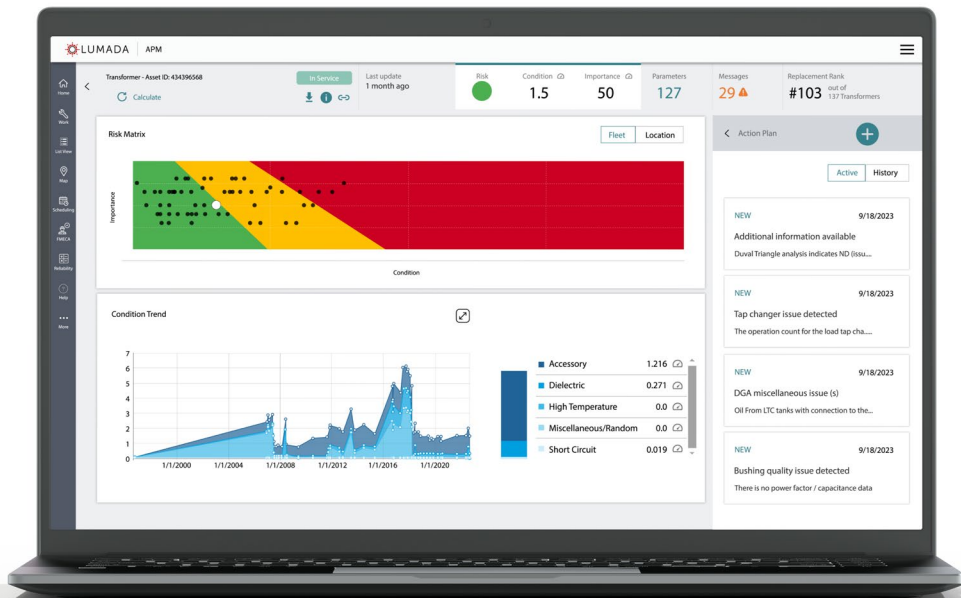 LUMADA APM
Home
Work
List View
Map
Scheduling
FMECA
Reliability
Help
More
Transformer - Asset ID: 434396568
Calculate
In Service
Last update
1 month ago
Risk
Condition
1.5
Importance
50
Parameters
127
Messages
29
Replacement Rank
#103 out of
137 Transformers
Risk Matrix
Fleet Location
Importance
Condition
Condition Trend
7
6
5
4
3
2
1
0
1/1/2000 1/1/2004 1/1/2008 1/1/2012 1/1/2016 1/1/2020
Accessory 1.216
Dielectric 0.271
High Temperature 0.0
Miscellaneous/Random 0.0
Short Circuit 0.019
Action Plan
Active History
NEW 9/18/2023
Additional information available
Duval Triangle analysis indicates ND (issu....
NEW 9/18/2023
Tap changer issue detected
The operation count for the load tap cha.....
NEW 9/18/2023
DGA miscellaneous issue (s)
Oil From LTC tanks with connection to the...
NEW 9/18/2023
Bushing quality issue detected
There is no power factor / capacitance data